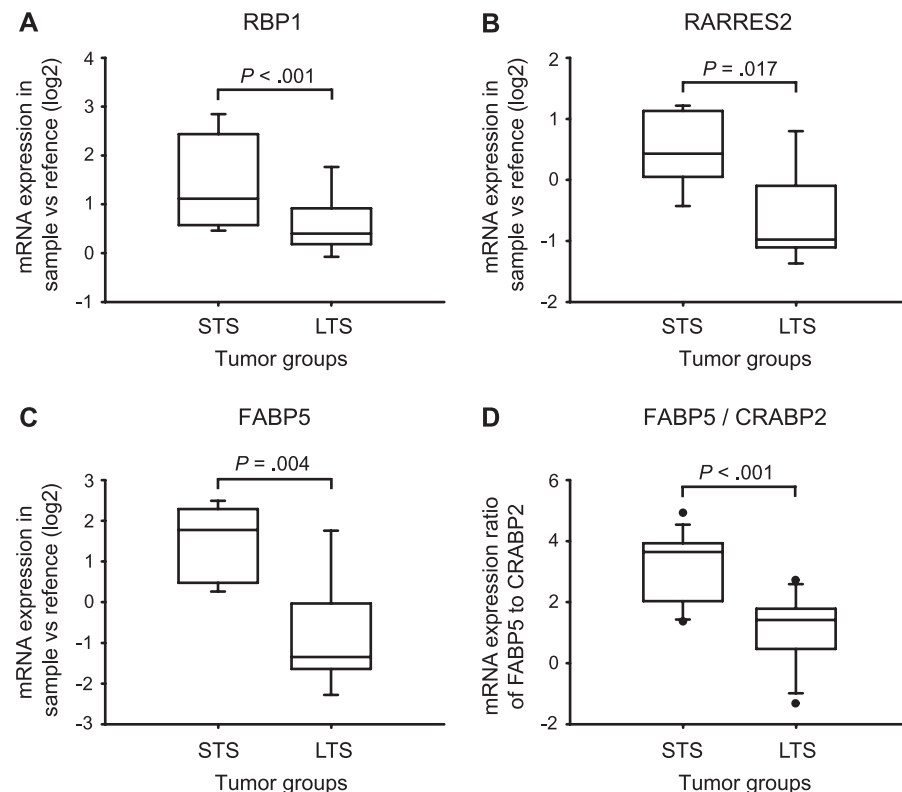 A
RBP1
P < .001
mRNA expression in
sample vs refence (log2)
4
3
2
1
0
-1
STS
LTS
Tumor groups
B
RARRES2
P = .017
mRNA expression in
sample vs refence (log2)
2
1
0
-1
-2
STS
LTS
Tumor groups
C
FABP5
P = .004
mRNA expression in
sample vs refence (log2)
3
2
1
0
-1
-2
-3
STS
LTS
Tumor groups
D
FABP5 / CRABP2
P < .001
mRNA expression ratio
of FABP5 to CRABP2
6
4
2
0
-2
STS
LTS
Tumor groups